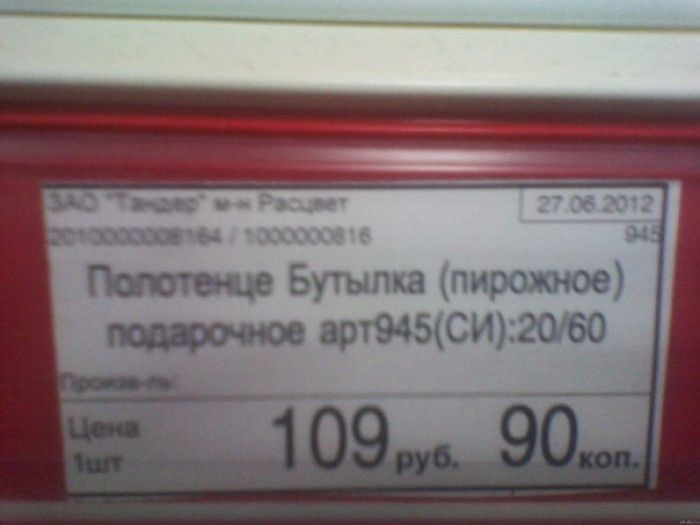 ЗАО "Тандер" м-н Расцвет
27.06.2012
2010000008164 / 1000000816
945
Полотенце Бутылка (пирожное)
подарочное арт945(СИ):20/60
Произв-ль:
Цена 109 руб. 90 коп.
1шт